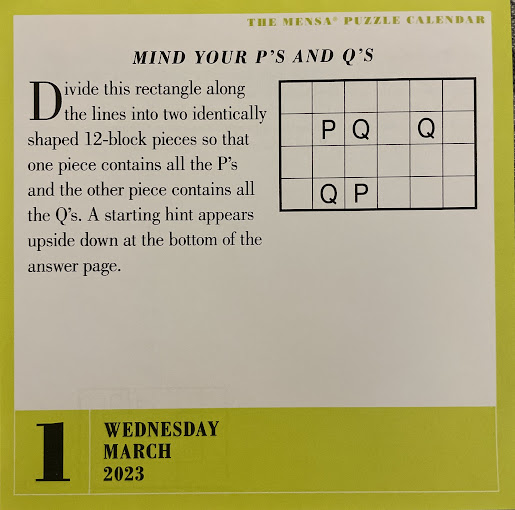 THE MENSA® PUZZLE CALENDAR
MIND YOUR P'S AND Q'S
Divide this rectangle along
the lines into two identically
shaped 12-block pieces so that
one piece contains all the P's
and the other piece contains all
the Q's. A starting hint appears
upside down at the bottom of the
answer page.
P Q Q
Q P
1
WEDNESDAY
MARCH
2023